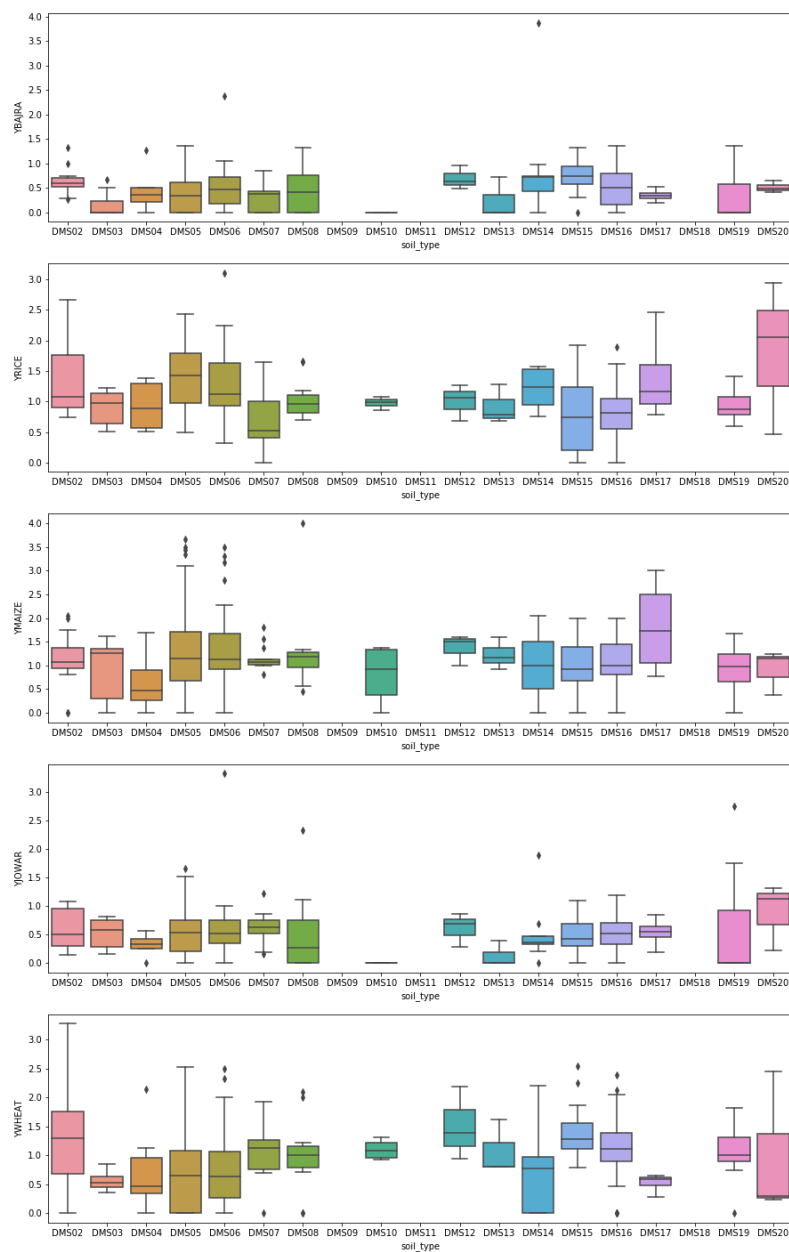 4.0
3.5
3.0
2.5
2.0
1.5
1.0
0.5
0.0
YBAJRA
DMS02 DMS03 DMS04 DMS05 DMS06 DMS07 DMS08 DMS09 DMS10 DMS11 DMS12 DMS13 DMS14 DMS15 DMS16 DMS17 DMS18 DMS19 DMS20
soil_type
3.0
2.5
2.0
1.5
1.0
0.5
0.0
YRICE
DMS02 DMS03 DMS04 DMS05 DMS06 DMS07 DMS08 DMS09 DMS10 DMS11 DMS12 DMS13 DMS14 DMS15 DMS16 DMS17 DMS18 DMS19 DMS20
soil_type
4.0
3.5
3.0
2.5
2.0
1.5
1.0
0.5
0.0
YMAIZE
DMS02 DMS03 DMS04 DMS05 DMS06 DMS07 DMS08 DMS09 DMS10 DMS11 DMS12 DMS13 DMS14 DMS15 DMS16 DMS17 DMS18 DMS19 DMS20
soil_type
3.0
2.5
2.0
1.5
1.0
0.5
0.0
YJOWAR
DMS02 DMS03 DMS04 DMS05 DMS06 DMS07 DMS08 DMS09 DMS10 DMS11 DMS12 DMS13 DMS14 DMS15 DMS16 DMS17 DMS18 DMS19 DMS20
soil_type
3.0
2.5
2.0
1.5
1.0
0.5
0.0
YWHEAT
DMS02 DMS03 DMS04 DMS05 DMS06 DMS07 DMS08 DMS09 DMS10 DMS11 DMS12 DMS13 DMS14 DMS15 DMS16 DMS17 DMS18 DMS19 DMS20
soil_type